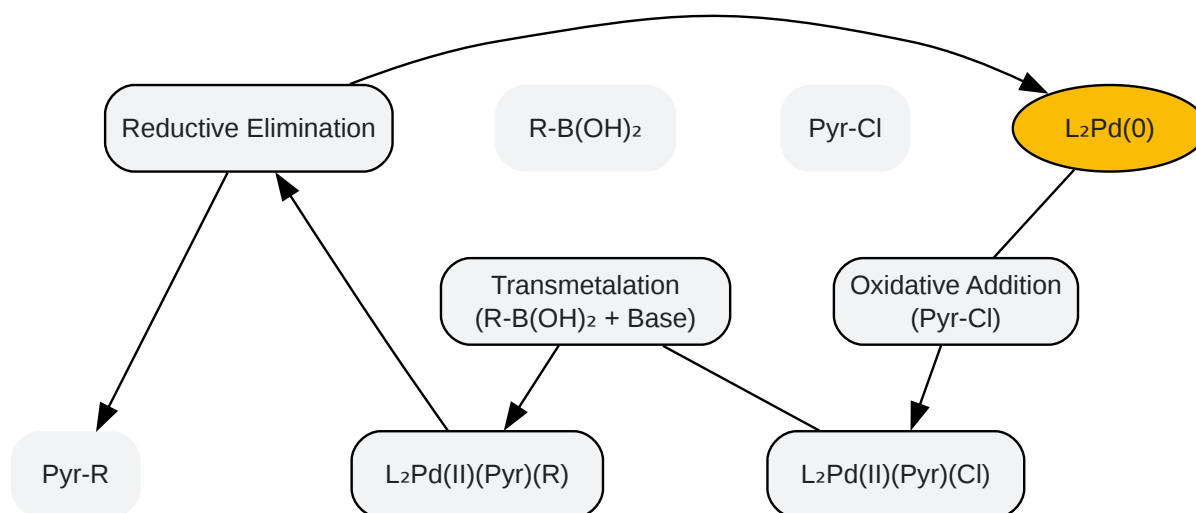 Reductive Elimination
R-B(OH)₂
Pyr-Cl
L₂Pd(0)
Transmetalation
(R-B(OH)₂ + Base)
Oxidative Addition
(Pyr-Cl)
Pyr-R
L₂Pd(II)(Pyr)(R)
L₂Pd(II)(Pyr)(Cl)